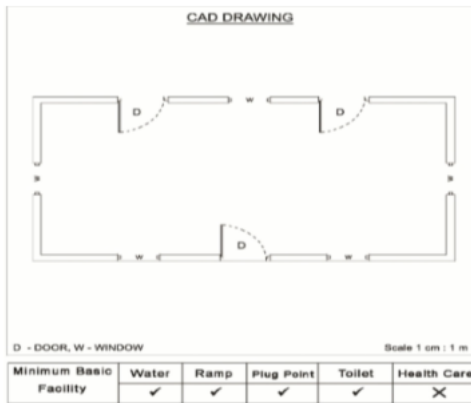 CAD DRAWING
D
W
D
W
W
D
W
W
D - DOOR, W - WINDOW
Scale 1 cm : 1 m
Minimum Basic Facility
Water
Ramp
Plug Point
Toilet
Health Care
✓
✓
✓
✓
✗